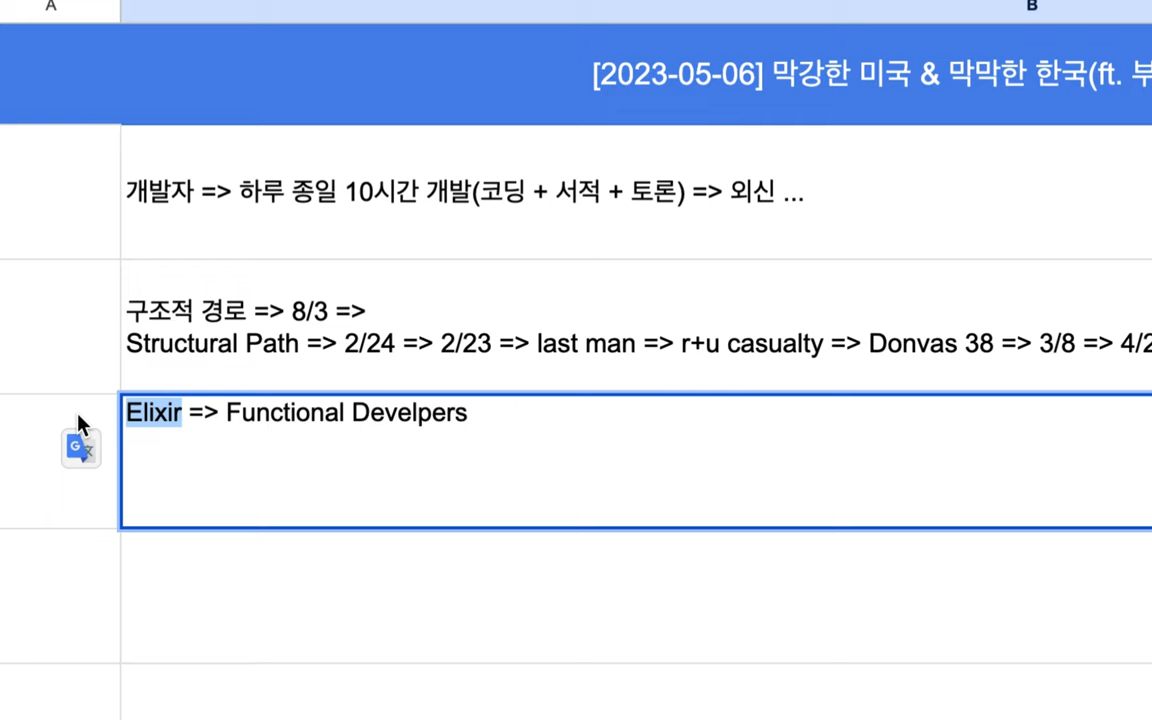 A
B
[2023-05-06] 막강한 미국 & 막막한 한국(ft. 부
개발자 => 하루 종일 10시간 개발(코딩 + 서적 + 토론) => 외신 ...
구조적 경로 => 8/3 =>
Structural Path => 2/24 => 2/23 => last man => r+u casualty => Donvas 38 => 3/8 => 4/2
Elixir => Functional Develpers